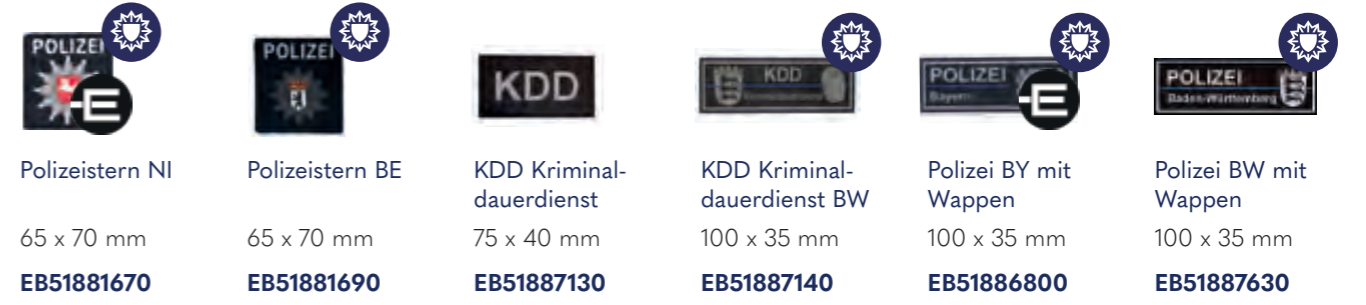 POLIZEI
POLIZEI
KDD
KDD
POLIZEI
Bayern
POLIZEI
Baden-Württemberg
E
E
Polizeistern NI
65 x 70 mm
EB51881670
Polizeistern BE
65 x 70 mm
EB51881690
KDD Kriminal-
dauerdienst
75 x 40 mm
EB51887130
KDD Kriminal-
dauerdienst BW
100 x 35 mm
EB51887140
Polizei BY mit
Wappen
100 x 35 mm
EB51886800
Polizei BW mit
Wappen
100 x 35 mm
EB51887630